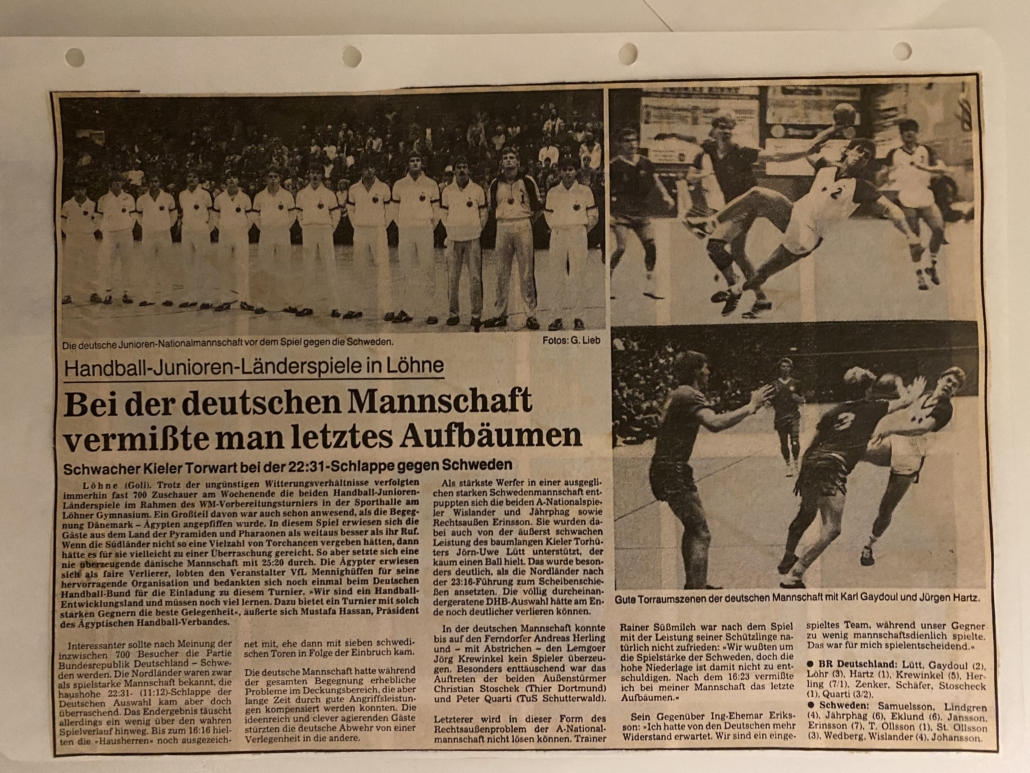 Die deutsche Junioren-Nationalmannschaft vor dem Spiel gegen die Schweden.
Fotos: G. Lieb
Handball-Junioren-Länderspiele in Löhne
Bei der deutschen Mannschaft
vermißte man letztes Aufbäumen
Schwacher Kieler Torwart bei der 22:31-Schlappe gegen Schweden
Löhne (Goli). Trotz der ungünstigen Witterungsverhältnisse verfolgten
immerhin fast 700 Zuschauer am Wochenende die beiden Handball-Junioren-
Länderspiele im Rahmen des WM-Vorbereitungsturniers in der Sporthalle am
Löhner Gymnasium. Ein Großteil davon war auch schon anwesend, als die Begeg-
nung Dänemark – Ägypten angepfiffen wurde. In diesem Spiel erwiesen sich die
Gäste aus dem Land der Pyramiden und Pharaonen als weitaus besser als ihr Ruf.
Wenn die Südländer nicht so eine Vielzahl von Torchancen vergeben hätten, dann
hätte es für sie vielleicht zu einer Überraschung gereicht. So aber setzte sich eine
nie überzeugende dänische Mannschaft mit 25:20 durch. Die Ägypter erwiesen
sich als faire Verlierer, lobten den Veranstalter VfL Mennighüffen für seine
hervorragende Organisation und bedankten sich noch einmal beim Deutschen
Handball-Bund für die Einladung zu diesem Turnier. »Wir sind ein Handball-
Entwicklungsland und müssen noch viel lernen. Dazu bietet ein Turnier mit solch
starken Gegnern die beste Gelegenheit«, äußerte sich Mustafa Hassan, Präsident
des Ägyptischen Handball-Verbandes.
Interessanter sollte nach Meinung der
inzwischen 700 Besucher die Partie
Bundesrepublik Deutschland – Schwe-
den werden. Die Nordländer waren zwar
als spielstarke Mannschaft bekannt, die
haushohe 22:31- (11:12)-Schlappe der
Deutschen Auswahl kam aber doch
überraschend. Das Endergebnis täuscht
allerdings ein wenig über den wahren
Spielverlauf hinweg. Bis zum 16:16 hiel-
ten die »Hausherren« noch ausgezeich-
net mit, ehe dann mit sieben schwedi-
schen Toren in Folge der Einbruch kam.
Die deutsche Mannschaft hatte während
der gesamten Begegnung erhebliche
Probleme im Deckungsbereich, die aber
lange Zeit durch gute Angriffsleistun-
gen kompensiert werden konnten. Die
ideenreich und clever agierenden Gäste
stürzten die deutsche Abwehr von einer
Verlegenheit in die andere.
Als stärkste Werfer in einer ausgegli-
chen starken Schwedenmannschaft ent-
puppten sich die beiden A-Nationalspie-
ler Wislander und Jährphag sowie
Rechtsaußen Erinsson. Sie wurden da-
bei auch von der äußerst schwachen
Leistung des baumlangen Kieler Torhü-
ters Jörn-Uwe Lütt unterstützt, der
kaum einen Ball hielt. Das wurde beson-
ders deutlich, als die Nordländer nach
der 23:16-Führung zum Scheibenschie-
ßen ansetzten. Die völlig durcheinan-
dergeratene DHB-Auswahl hätte am En-
de noch deutlicher verlieren können.
In der deutschen Mannschaft konnte
bis auf den Ferndorfer Andreas Herling
und – mit Abstrichen – den Lemgoer
Jörg Krewinkel kein Spieler überzeu-
gen. Besonders enttäuschend war das
Auftreten der beiden Außenstürmer
Christian Stoschek (Thier Dortmund)
und Peter Quarti (TuS Schutterwald).
Letzterer wird in dieser Form des
Rechtsaußenproblem der A-National-
mannschaft nicht lösen können. Trainer
Gute Torraumszenen der deutschen Mannschaft mit Karl Gaydoul und Jürgen Hartz.
Rainer Süßmilch war nach dem Spiel
mit der Leistung seiner Schützlinge na-
türlich nicht zufrieden: »Wir wußten um
die Spielstärke der Schweden, doch die
hohe Niederlage ist damit nicht zu ent-
schuldigen. Nach dem 16:23 vermißte
ich bei meiner Mannschaft das letzte
Aufbäumen.«
Sein Gegenüber Ing-Ehemar Eriks-
son: »Ich hatte von den Deutschen mehr
Widerstand erwartet. Wir sind ein einge-
spieltes Team, während unser Gegner
zu wenig mannschaftsdienlich spielte.
Das war für mich spielentscheidend.«
● BR Deutschland: Lütt, Gaydoul (2),
Löhr (3), Hartz (1), Krewinkel (5), Her-
ling (7/1), Zenker, Schäfer, Stoscheck
(1), Quarti (3/2),
● Schweden: Samuelsson, Lindgren
(4), Jährphag (6), Eklund (6), Jansson,
Erinsson (7), T. Ollsson (1), St. Ollsson
(3), Wedberg, Wislander (4), Johansson.
2
3